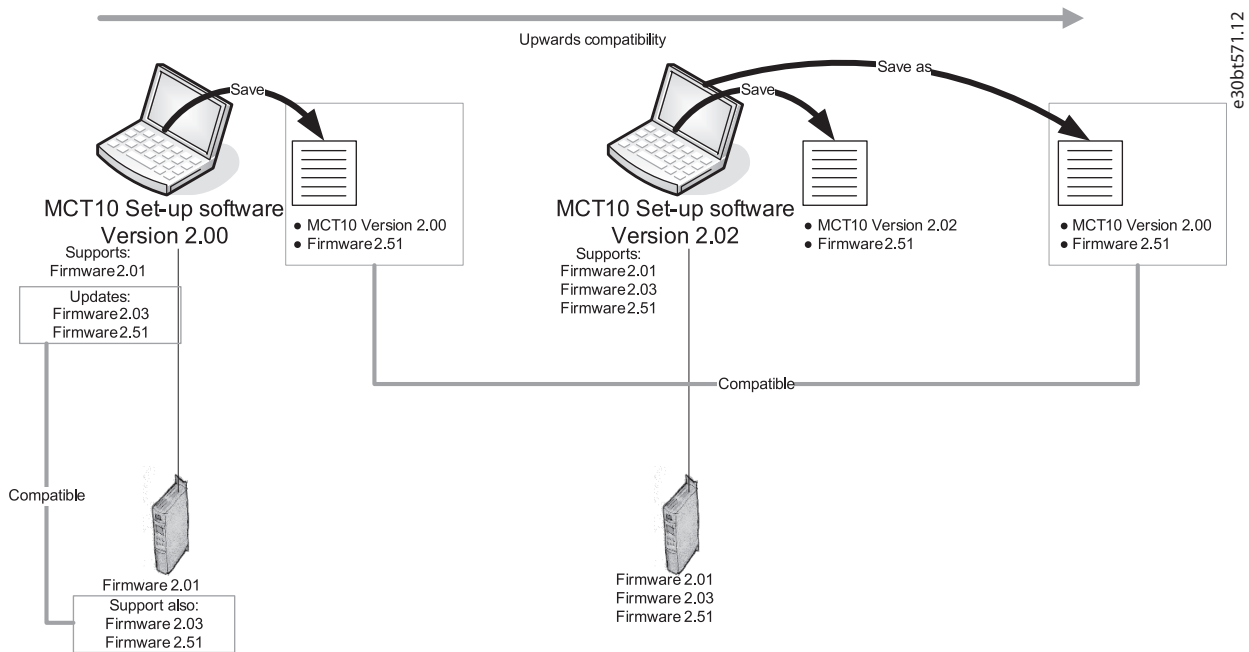 Upwards compatibility
e30bt571.12
Save
MCT10 Set-up software
Version 2.00
Supports:
Firmware 2.01
Updates:
Firmware 2.03
Firmware 2.51
● MCT10 Version 2.00
● Firmware 2.51
Save
Save as
MCT10 Set-up software
Version 2.02
Supports:
Firmware 2.01
Firmware 2.03
Firmware 2.51
● MCT10 Version 2.02
● Firmware 2.51
● MCT10 Version 2.00
● Firmware 2.51
Compatible
Compatible
Firmware 2.01
Support also:
Firmware 2.03
Firmware 2.51
Firmware 2.01
Firmware 2.03
Firmware 2.51